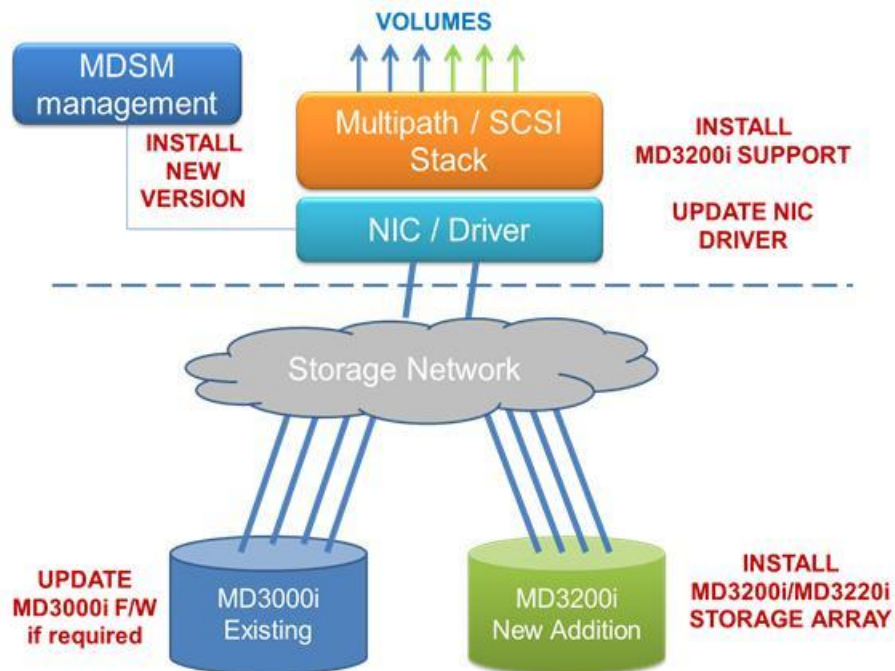 VOLUMES
MDSM
management
Multipath / SCSI
Stack
INSTALL
NEW
VERSION
INSTALL
MD3200i SUPPORT
NIC / Driver
UPDATE NIC
DRIVER
Storage Network
UPDATE
MD3000i F/W
if required
MD3000i
Existing
MD3200i
New Addition
INSTALL
MD3200i/MD3220i
STORAGE ARRAY